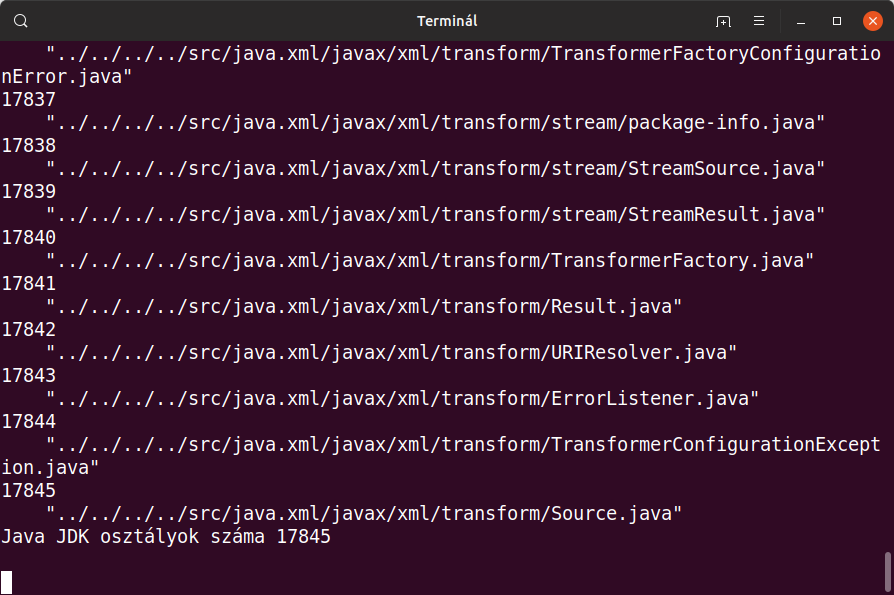 Terminál
"../../../../src/java.xml/javax/xml/transform/TransformerFactoryConfiguratio
nError.java"
17837
"../../../../src/java.xml/javax/xml/transform/stream/package-info.java"
17838
"../../../../src/java.xml/javax/xml/transform/stream/StreamSource.java"
17839
"../../../../src/java.xml/javax/xml/transform/stream/StreamResult.java"
17840
"../../../../src/java.xml/javax/xml/transform/TransformerFactory.java"
17841
"../../../../src/java.xml/javax/xml/transform/Result.java"
17842
"../../../../src/java.xml/javax/xml/transform/URIResolver.java"
17843
"../../../../src/java.xml/javax/xml/transform/ErrorListener.java"
17844
"../../../../src/java.xml/javax/xml/transform/TransformerConfigurationExcept
ion.java"
17845
"../../../../src/java.xml/javax/xml/transform/Source.java"
Java JDK osztályok száma 17845